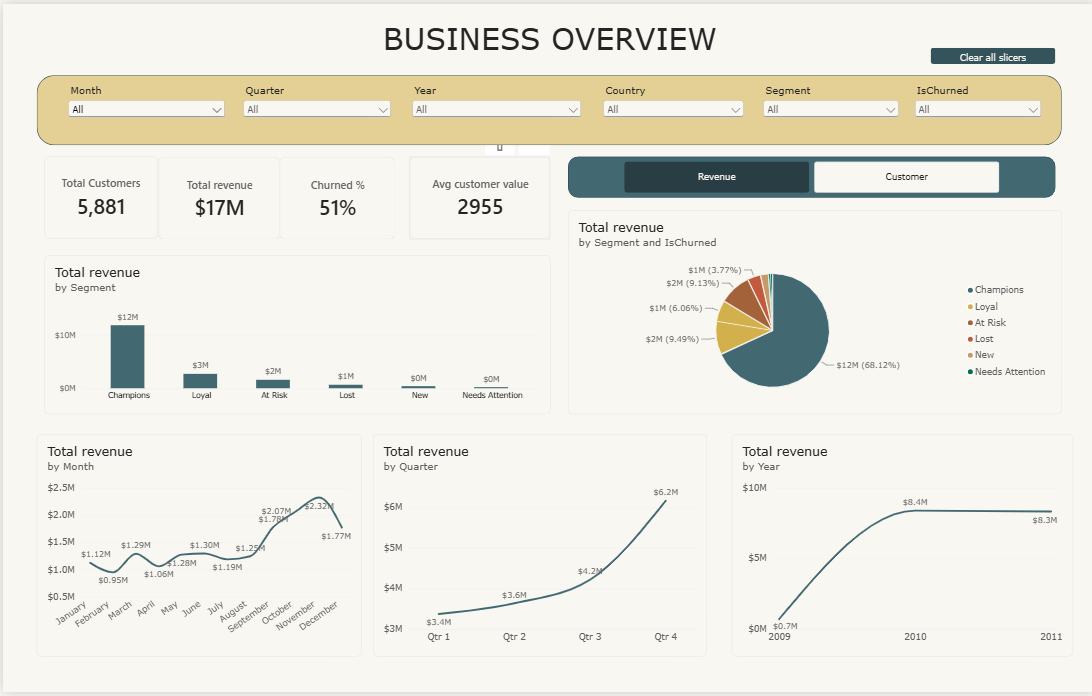 BUSINESS OVERVIEW
Clear all slicers
Month Quarter Year Country Segment IsChurned
All All All All All All
Total Customers
5,881
Total revenue
$17M
Churned %
51%
Avg customer value
2955
Revenue Customer
Total revenue
by Segment
$12M
$10M
$3M
$2M
$1M
$0M
$0M
$0M
Champions Loyal At Risk Lost New Needs Attention
Total revenue
by Segment and IsChurned
$1M (3.77%)
$2M (9.13%)
$1M (6.06%)
$2M (9.49%)
$12M (68.12%)
Champions
Loyal
At Risk
Lost
New
Needs Attention
Total revenue
by Month
$2.5M
$2.0M
$1.5M
$1.0M
$0.5M
$1.12M
$0.95M
$1.29M
$1.06M
$1.28M
$1.30M
$1.19M
$1.25M
$1.78M
$2.07M
$2.32M
$1.77M
January
February
March
April
May
June
July
August
September
October
November
December
Total revenue
by Quarter
$6M
$5M
$4M
$3M
$3.4M
$3.6M
$4.2M
$6.2M
Qtr 1 Qtr 2 Qtr 3 Qtr 4
Total revenue
by Year
$10M
$5M
$0M
$0.7M
$8.4M
$8.3M
2009 2010 2011